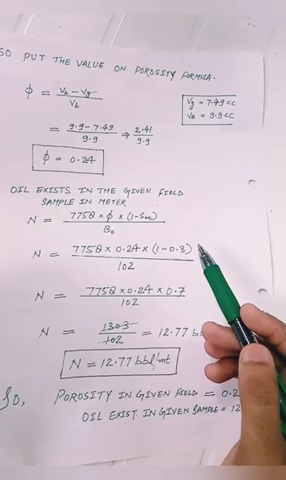 SO PUT THE VALUE ON POROSITY FORMULA.
ϕ = (Vb - Vg) / Vb
Vg = 7.49 cc
Vb = 9.9 cc
= (9.9 - 7.49) / 9.9 ⇒ 2.41 / 9.9
ϕ = 0.24
OIL EXISTS IN THE GIVEN FIELD
SAMPLE IN METER
N = (7758 × ϕ × (1-Swc)) / Bo
N = (7758 × 0.24 × (1-0.3)) / 102
N = (7758 × 0.24 × 0.7) / 102
N = 1303 / 102 = 12.77 b
N = 12.77 bbl/mt
So, POROSITY IN GIVEN FIELD = 0.2
OIL EXIST IN GIVEN SAMPLE = 12